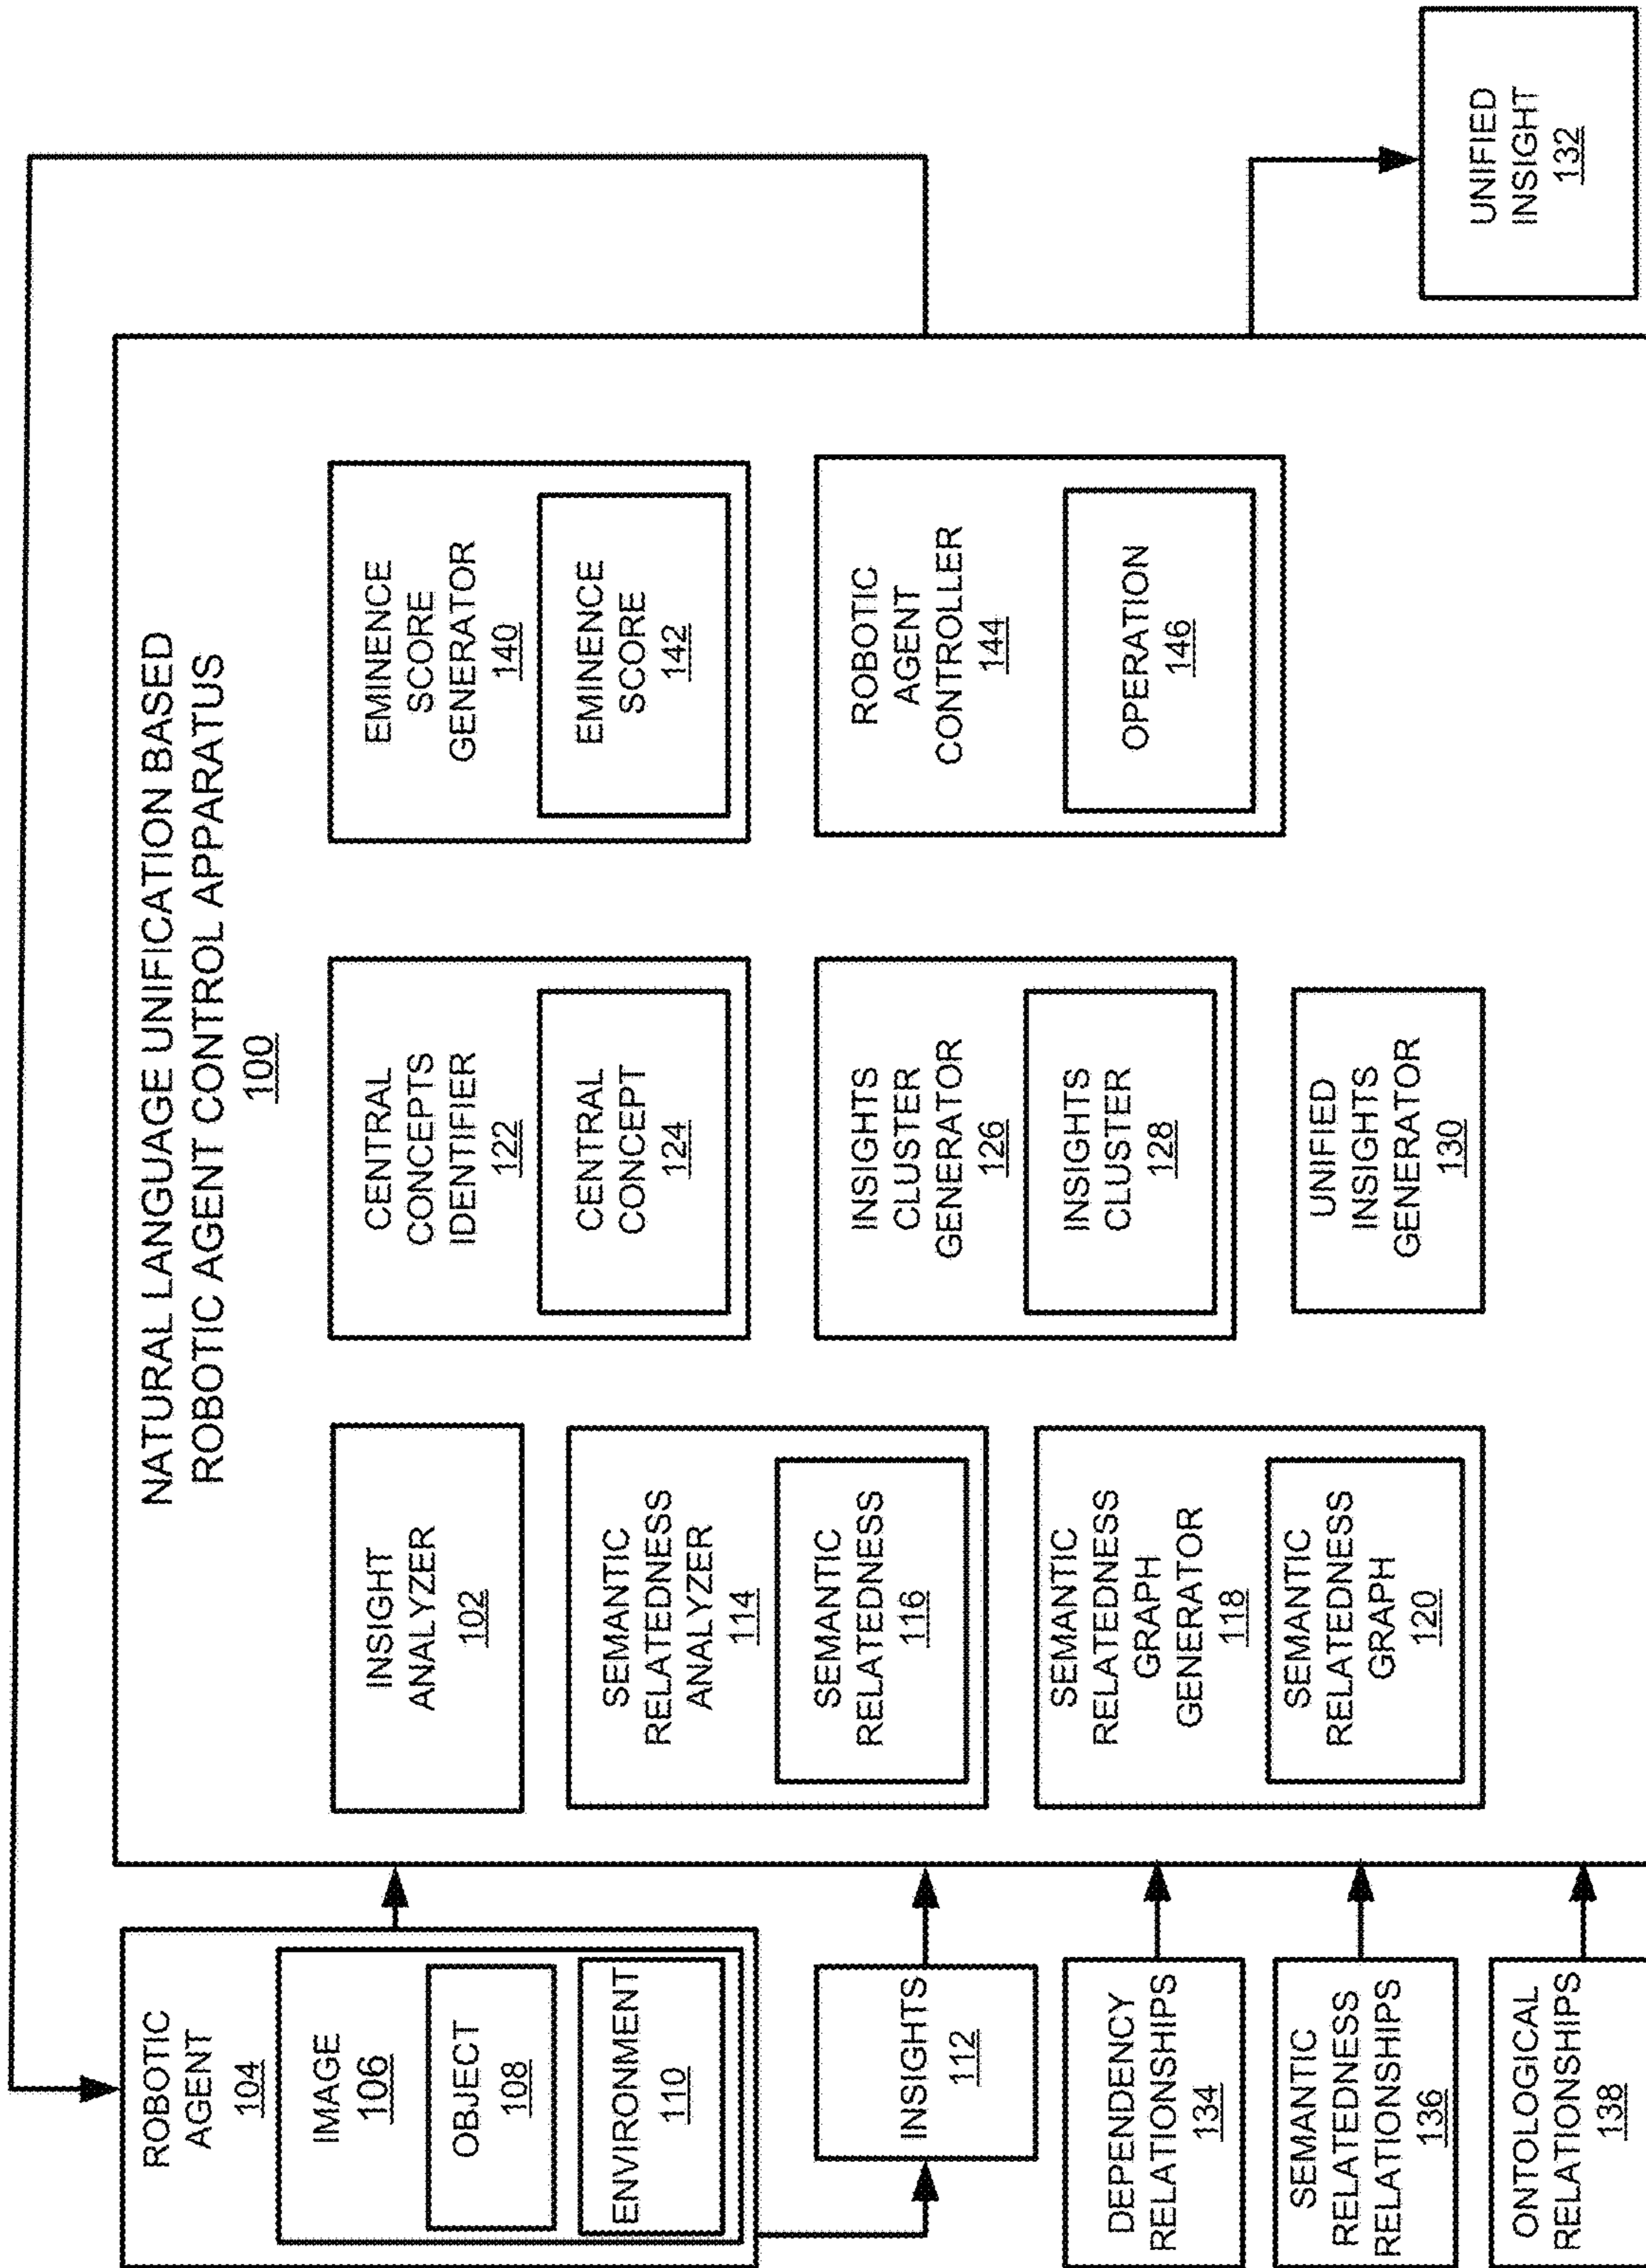 NATURAL LANGUAGE UNIFICATION BASED
ROBOTIC AGENT CONTROL APPARATUS
100
ROBOTIC
AGENT
104
IMAGE
106
OBJECT
108
ENVIRONMENT
110
INSIGHTS
112
DEPENDENCY
RELATIONSHIPS
134
SEMANTIC
RELATEDNESS
RELATIONSHIPS
136
ONTOLOGICAL
RELATIONSHIPS
138
INSIGHT
ANALYZER
102
SEMANTIC
RELATEDNESS
ANALYZER
114
SEMANTIC
RELATEDNESS
116
SEMANTIC
RELATEDNESS
GRAPH
GENERATOR
118
SEMANTIC
RELATEDNESS
GRAPH
120
CENTRAL
CONCEPTS
IDENTIFIER
122
CENTRAL
CONCEPT
124
INSIGHTS
CLUSTER
GENERATOR
126
INSIGHTS
CLUSTER
128
UNIFIED
INSIGHTS
GENERATOR
130
EMINENCE
SCORE
GENERATOR
140
EMINENCE
SCORE
142
ROBOTIC
AGENT
CONTROLLER
144
OPERATION
146
UNIFIED
INSIGHT
132